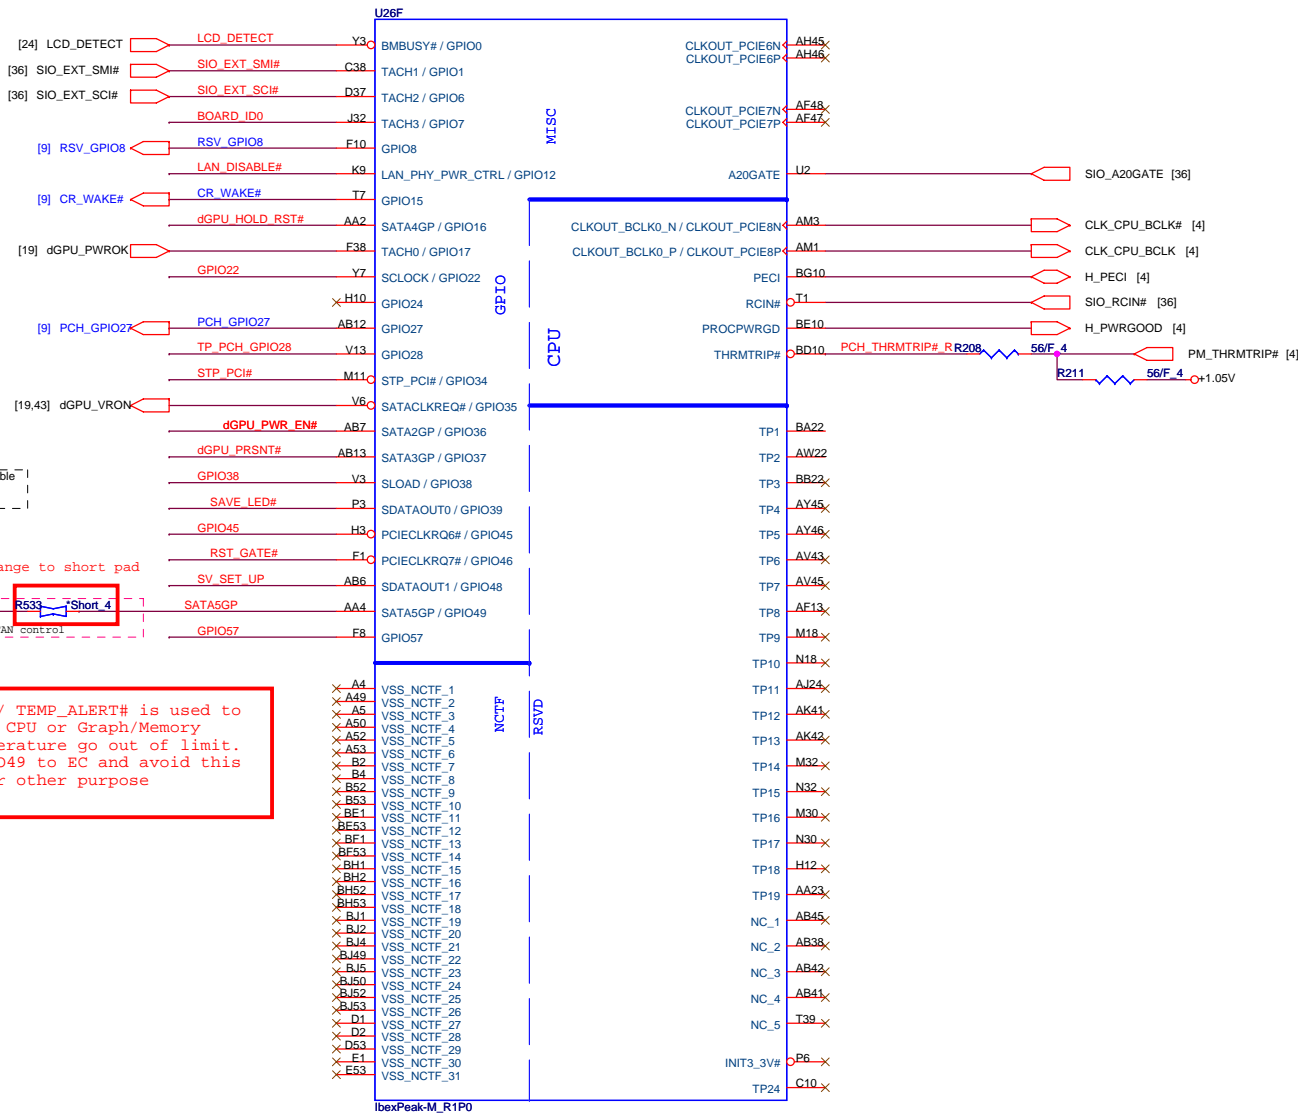 U26F
[24] LCD_DETECT LCD_DETECT Y3 BMBUSY# / GPIO0
[36] SIO_EXT_SMI# SIO_EXT_SMI# C38 TACH1 / GPIO1
[36] SIO_EXT_SCI# SIO_EXT_SCI# D37 TACH2 / GPIO6
BOARD_ID0 J32 TACH3 / GPIO7
[9] RSV_GPIO8 RSV_GPIO8 F10 GPIO8
LAN_DISABLE# K9 LAN_PHY_PWR_CTRL / GPIO12
[9] CR_WAKE# CR_WAKE# T7 GPIO15
dGPU_HOLD_RST# AA2 SATA4GP / GPIO16
[19] dGPU_PWROK F38 TACH0 / GPIO17
GPIO22 Y7 SCLOCK / GPIO22
H10 GPIO24
[9] PCH_GPIO27 PCH_GPIO27 AB12 GPIO27
TP_PCH_GPIO28 V13 GPIO28
STP_PCI# M11 STP_PCI# / GPIO34
[19,43] dGPU_VRON V6 SATACLKREQ# / GPIO35
dGPU_PWR_EN# AB7 SATA2GP / GPIO36
dGPU_PRSNT# AB13 SATA3GP / GPIO37
GPIO38 V3 SLOAD / GPIO38
SAVE_LED# P3 SDATAOUT0 / GPIO39
GPIO45 H3 PCIECLKRQ6# / GPIO45
RST_GATE# F1 PCIECLKRQ7# / GPIO46
SV_SET_UP AB6 SDATAOUT1 / GPIO48
SATA5GP AA4 SATA5GP / GPIO49
GPIO57 F8 GPIO57
ble
ange to short pad
R533 *Short_4
AN control
/ TEMP_ALERT# is used to
CPU or Graph/Memory
erature go out of limit.
O49 to EC and avoid this
r other purpose
A4 VSS_NCTF_1
A49 VSS_NCTF_2
A5 VSS_NCTF_3
A50 VSS_NCTF_4
A52 VSS_NCTF_5
A53 VSS_NCTF_6
B2 VSS_NCTF_7
B4 VSS_NCTF_8
B52 VSS_NCTF_9
B53 VSS_NCTF_10
BE1 VSS_NCTF_11
BE53 VSS_NCTF_12
BF1 VSS_NCTF_13
BF53 VSS_NCTF_14
BH1 VSS_NCTF_15
BH2 VSS_NCTF_16
BH52 VSS_NCTF_17
BH53 VSS_NCTF_18
BJ1 VSS_NCTF_19
BJ2 VSS_NCTF_20
BJ4 VSS_NCTF_21
BJ49 VSS_NCTF_22
BJ5 VSS_NCTF_23
BJ50 VSS_NCTF_24
BJ52 VSS_NCTF_25
BJ53 VSS_NCTF_26
D1 VSS_NCTF_27
D2 VSS_NCTF_28
D53 VSS_NCTF_29
E1 VSS_NCTF_30
E53 VSS_NCTF_31
MISC
GPIO
CPU
NCTF
RSVD
CLKOUT_PCIE6N AH45
CLKOUT_PCIE6P AH46
CLKOUT_PCIE7N AF48
CLKOUT_PCIE7P AF47
A20GATE U2 SIO_A20GATE [36]
CLKOUT_BCLK0_N / CLKOUT_PCIE8N AM3 CLK_CPU_BCLK# [4]
CLKOUT_BCLK0_P / CLKOUT_PCIE8P AM1 CLK_CPU_BCLK [4]
PECI BG10 H_PECI [4]
RCIN# T1 SIO_RCIN# [36]
PROCPWRGD BE10 H_PWRGOOD [4]
THRMTRIP# BD10 PCH_THRMTRIP#_R R208 56/F_4 PM_THRMTRIP# [4]
R211 56/F_4 +1.05V
TP1 BA22
TP2 AW22
TP3 BB22
TP4 AY45
TP5 AY46
TP6 AV43
TP7 AV45
TP8 AF13
TP9 M18
TP10 N18
TP11 AJ24
TP12 AK41
TP13 AK42
TP14 M32
TP15 N32
TP16 M30
TP17 N30
TP18 H12
TP19 AA23
NC_1 AB45
NC_2 AB38
NC_3 AB42
NC_4 AB41
NC_5 T39
INIT3_3V# P6
TP24 C10
IbexPeak-M_R1P0